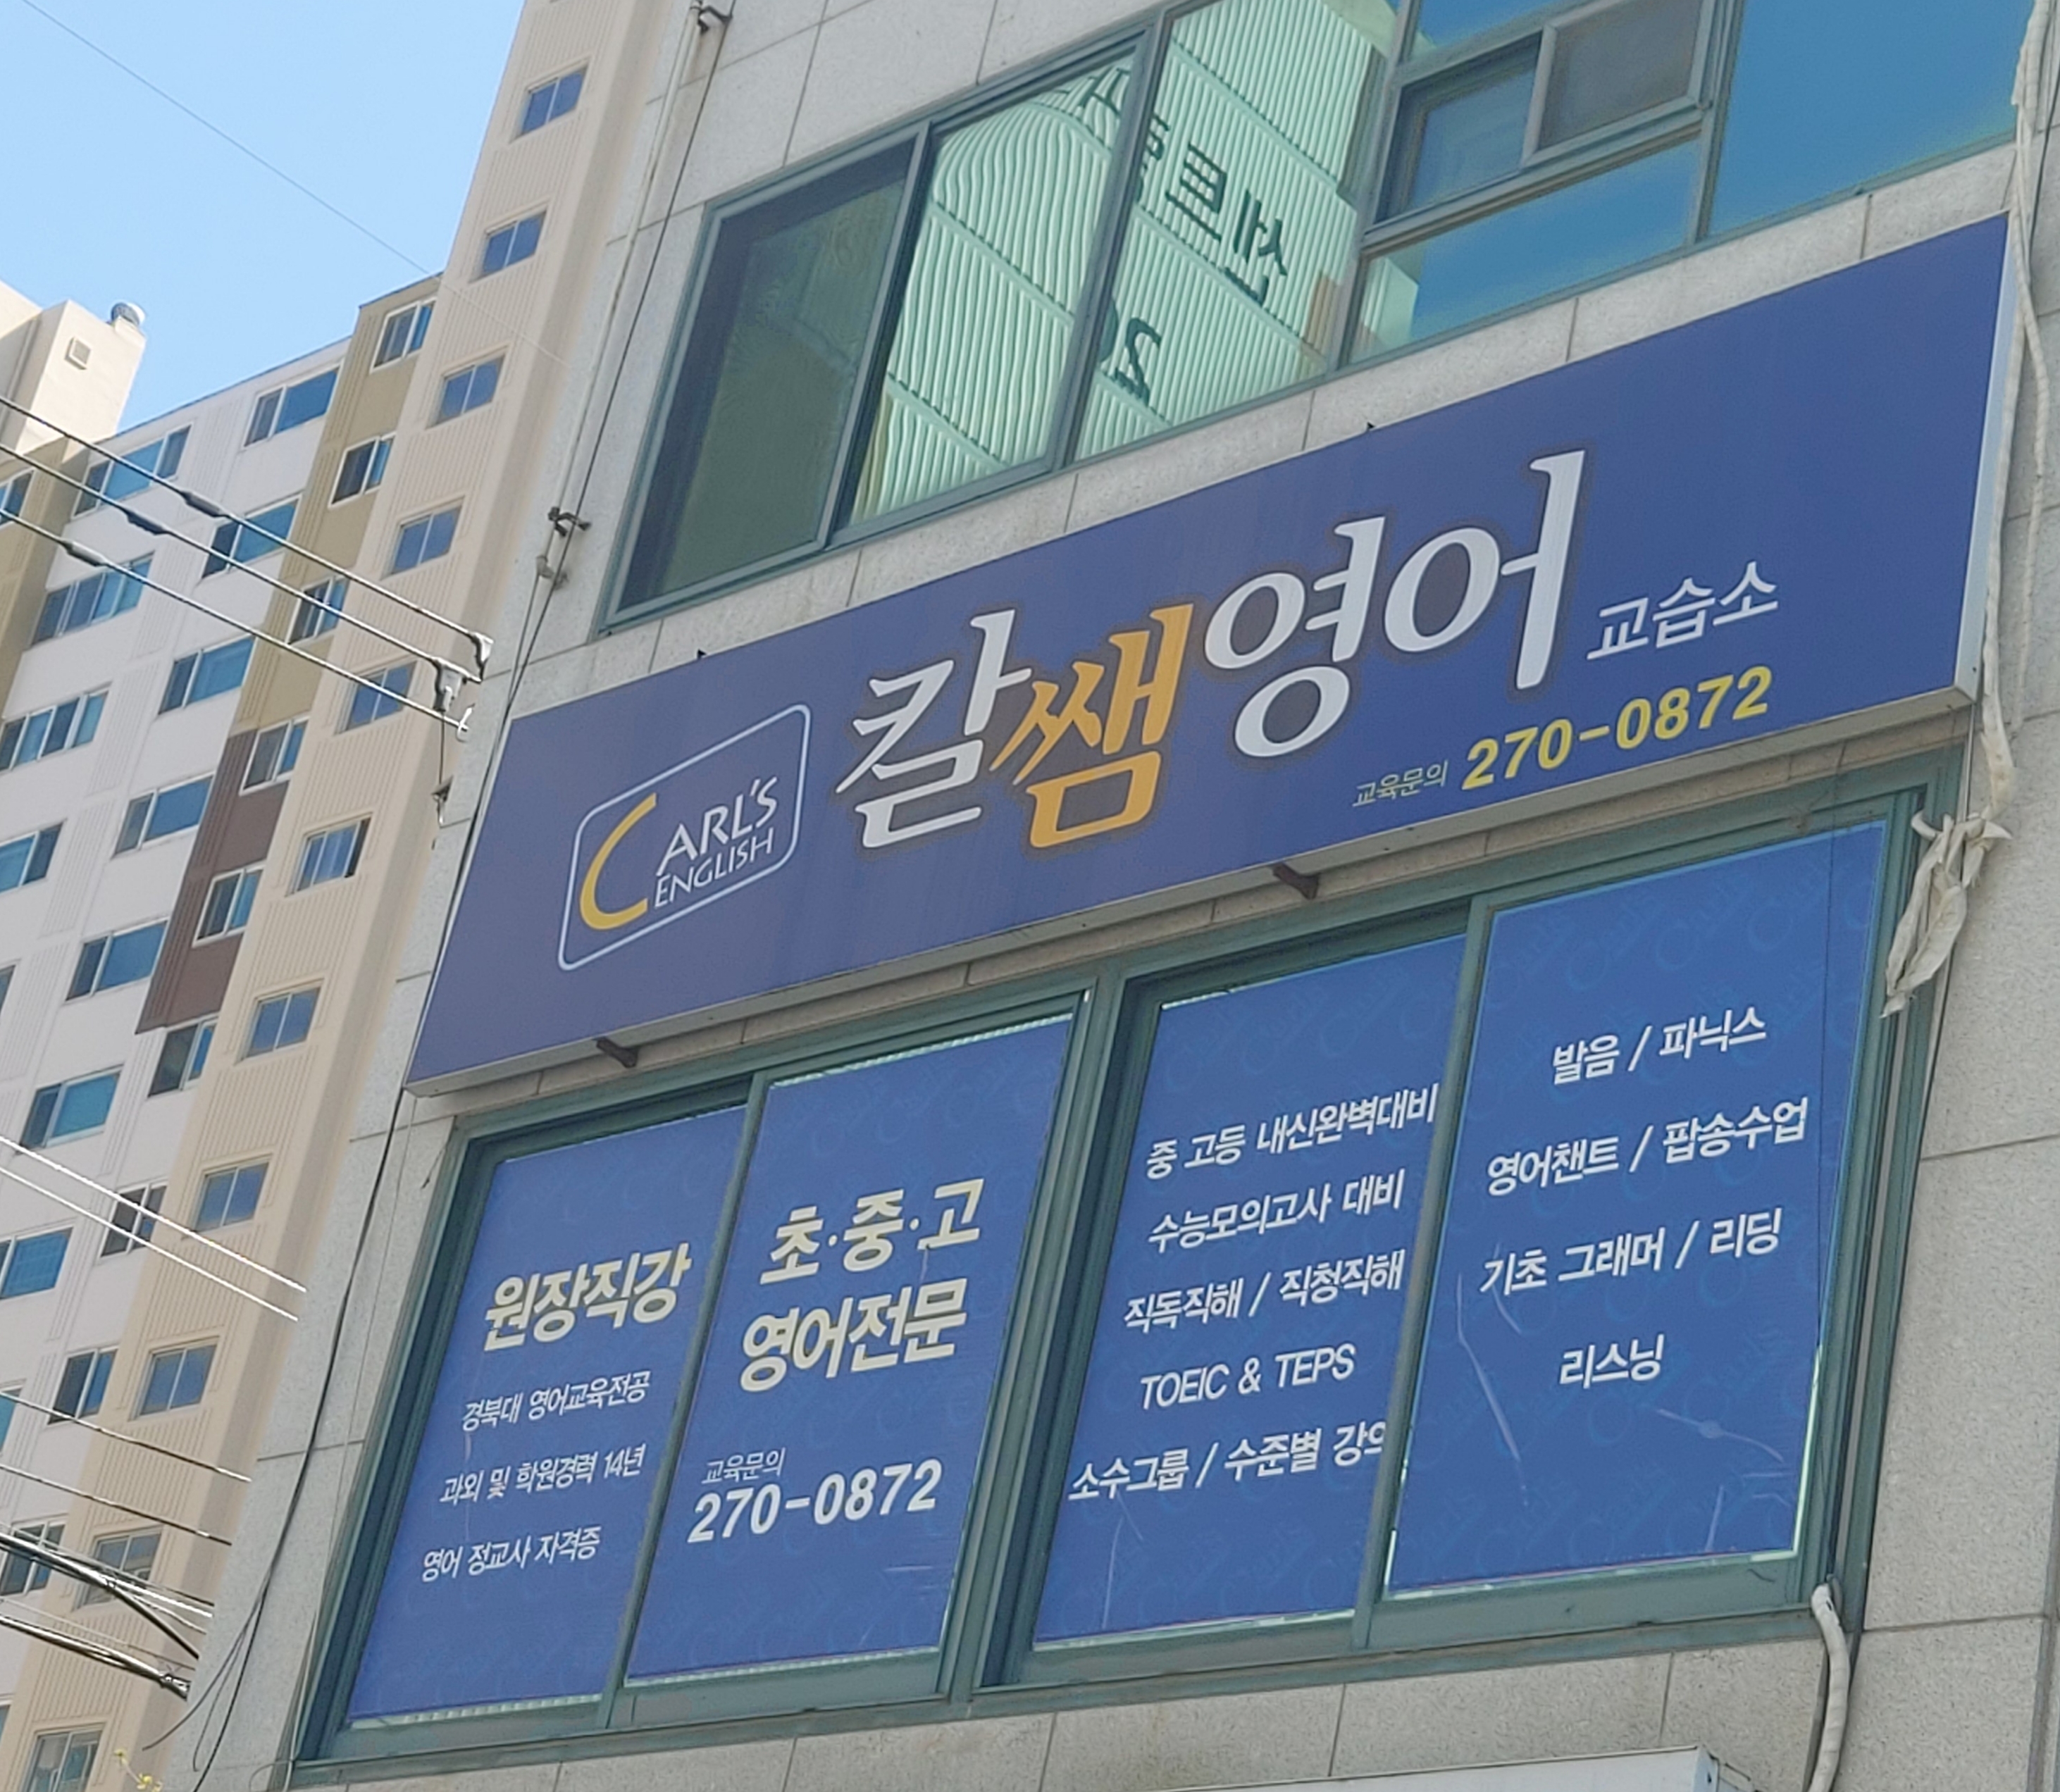 CARL'S
ENGLISH
칼쌤영어 교습소
교육문의 270-0872
원장직강
경북대 영어교육전공
과외 및 학원경력 14년
영어 정교사 자격증
초·중·고
영어전문
교육문의
270-0872
중 고등 내신완벽대비
수능모의고사 대비
직독직해 / 직청직해
TOEIC & TEPS
소수그룹 / 수준별 강의
발음 / 파닉스
영어챈트 / 팝송수업
기초 그래머 / 리딩
리스닝